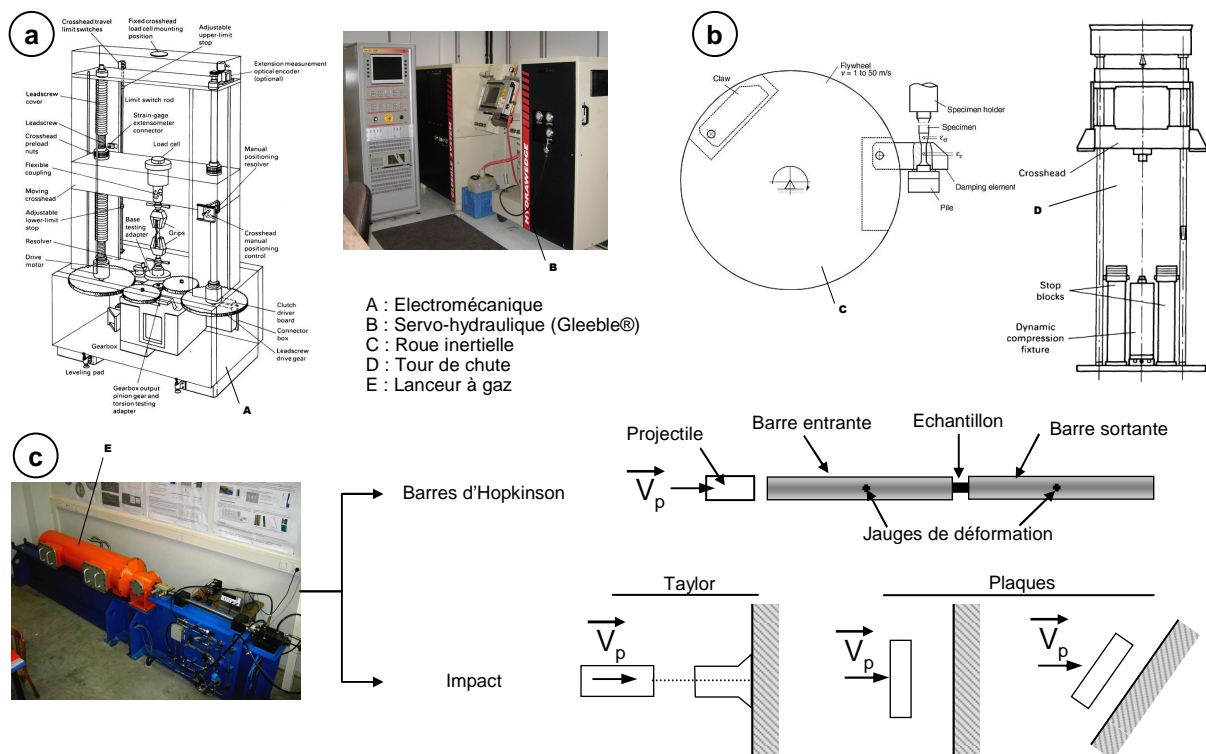 a
Crosshead travel
limit switches
Fixed crosshead
load cell mounting
position
Adjustable
upper-limit
stop
Extension measurement
optical encoder
(optional)
Leadscrew
cover
Limit switch rod
Strain-gage
extensometer
connector
Leadscrew
Crosshead
preload
nuts
Load cell
Manual
positioning
resolver
Flexible
coupling
Moving
crosshead
Adjustable
lower-limit
stop
Base
testing
adapter
Grips
Crosshead
manual
positioning
control
Resolver
Drive
motor
Clutch
driver
board
Connector
box
Leadscrew
drive gear
Gearbox
Leveling pad
Gearbox output
pinion gear and
torsion testing
adapter
A
HYDRAWEDGE
B
A : Electromécanique
B : Servo-hydraulique (Gleeble®)
C : Roue inertielle
D : Tour de chute
E : Lanceur à gaz
b
Flywheel
v = 1 to 50 m/s
Claw
Specimen holder
Specimen
εσ
εε
Damping element
Pile
C
Crosshead
D
Stop
blocks
Dynamic
compression
fixture
c
E
Barres d'Hopkinson
Projectile
Barre entrante
Echantillon
Barre sortante
Vp
Jauges de déformation
Impact
Taylor
Plaques
Vp
Vp
Vp